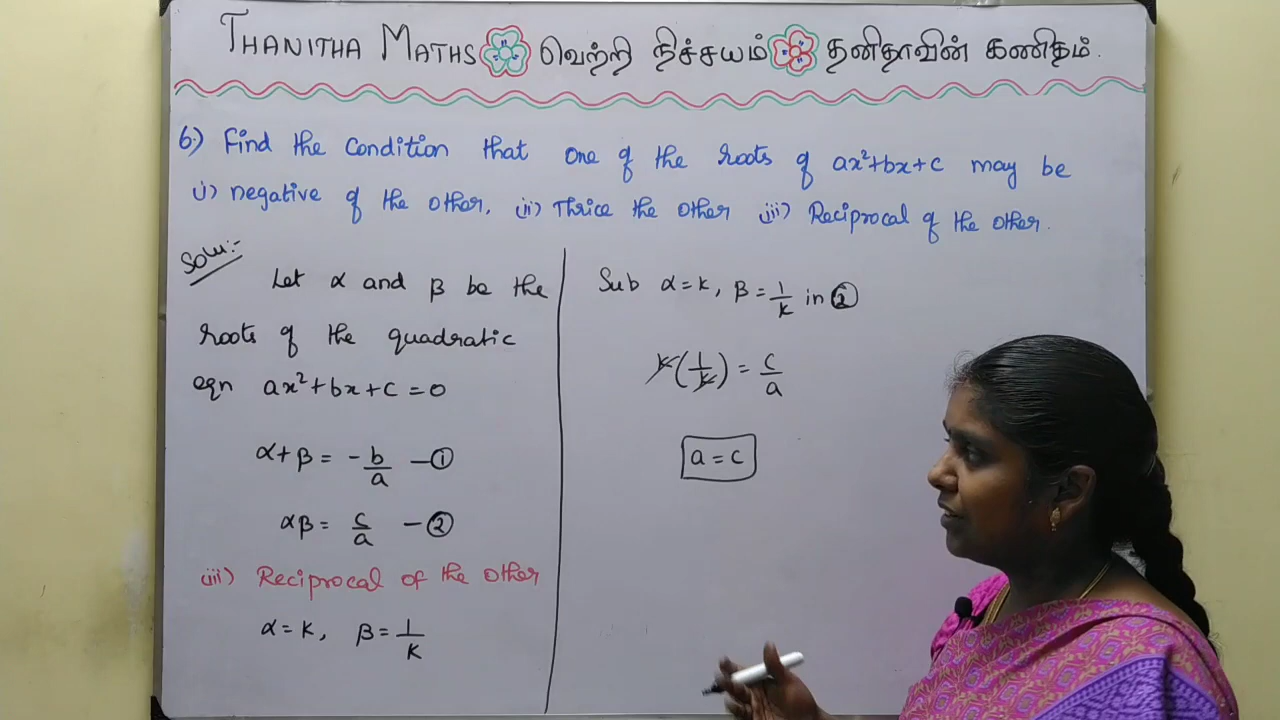 THANITHA MATHS வெற்றி நிச்சயம் தனிதாவின் கணிதம்.
6.) Find the Condition that one of the roots of ax²+bx+c may be
i) negative of the other, ii) Thrice the other iii) Reciprocal of the other.
Solu:-
Let α and β be the
roots of the quadratic
eqn ax²+bx+c=0
α+β = -b/a —①
αβ = c/a —②
iii) Reciprocal of the other
α=k, β=1/k
Sub α=k, β=1/k in ②
k(1/k) = c/a
a=c